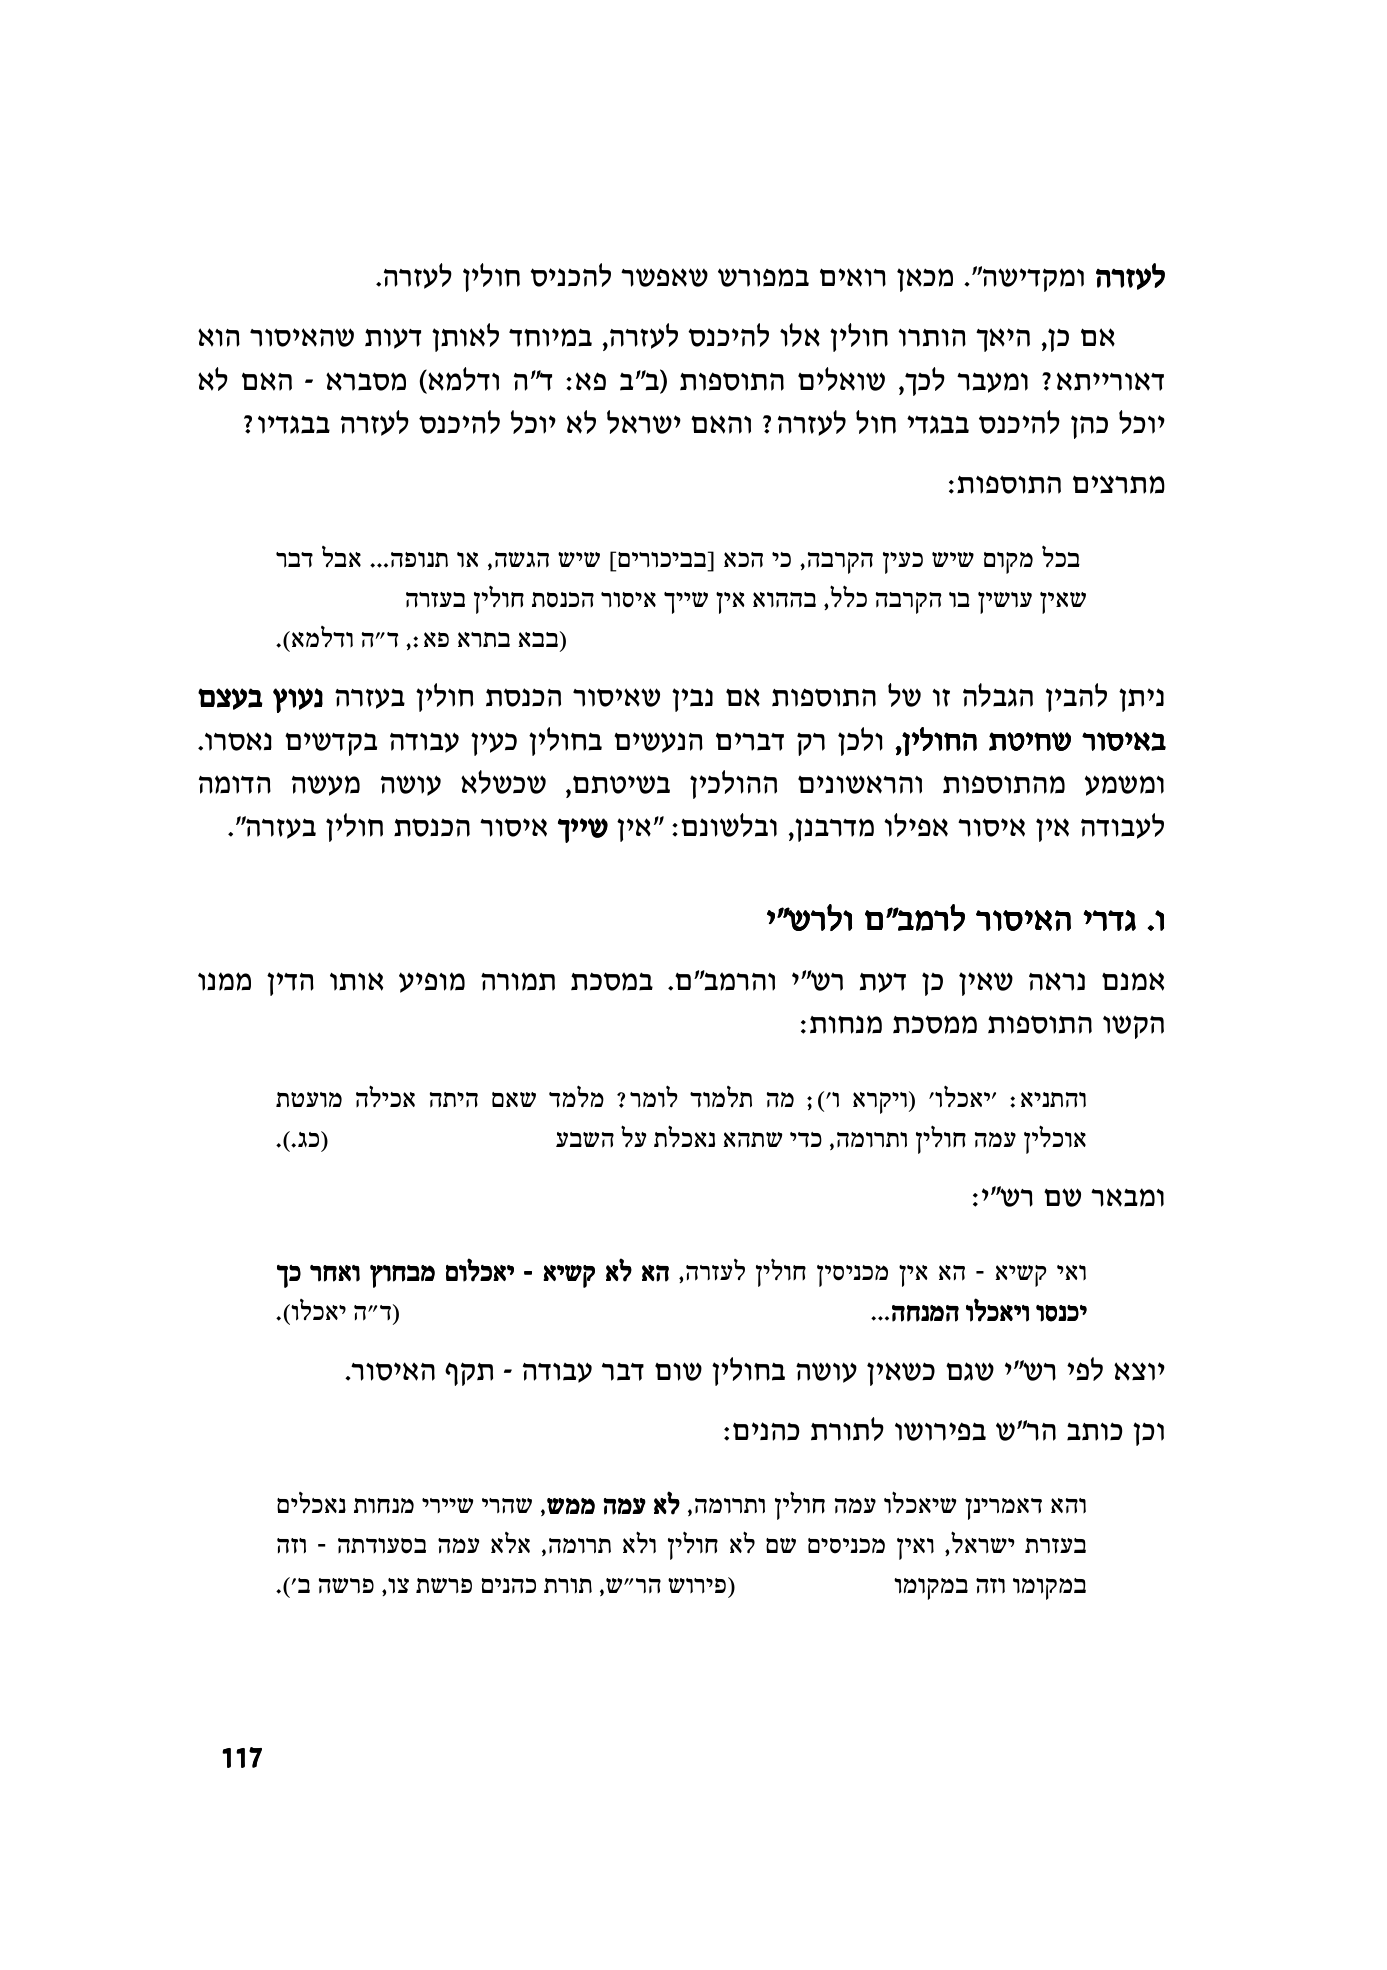 לעזרה ומקדישה". מכאן רואים במפורש שאפשר להכניס חולין לעזרה.
אם כן, היאך הותרו חולין אלו להיכנס לעזרה, במיוחד לאותן דעות שהאיסור הוא
דאורייתא? ומעבר לכך, שואלים התוספות (ב"ב פא: ד"ה ודלמא) מסברא - האם לא
יוכל כהן להיכנס בבגדי חול לעזרה? והאם ישראל לא יוכל להיכנס לעזרה בבגדיו?
מתרצים התוספות:
בכל מקום שיש כעין הקרבה, כי הכא [בביכורים] שיש הגשה, או תנופה... אבל דבר
שאין עושין בו הקרבה כלל, בההוא אין שייך איסור הכנסת חולין בעזרה
(בבא בתרא פא:, ד"ה ודלמא).
ניתן להבין הגבלה זו של התוספות אם נבין שאיסור הכנסת חולין בעזרה נעוץ בעצם
באיסור שחיטת החולין, ולכן רק דברים הנעשים בחולין כעין עבודה בקדשים נאסרו.
ומשמע מהתוספות והראשונים ההולכין בשיטתם, שכשלא עושה מעשה הדומה
לעבודה אין איסור אפילו מדרבנן, ובלשונם: "אין שייך איסור הכנסת חולין בעזרה".
ו. גדרי האיסור לרמב"ם ולרש"י
אמנם נראה שאין כן דעת רש"י והרמב"ם. במסכת תמורה מופיע אותו הדין ממנו
הקשו התוספות ממסכת מנחות:
והתניא: 'יאכלו' (ויקרא ו'); מה תלמוד לומר? מלמד שאם היתה אכילה מועטת
אוכלין עמה חולין ותרומה, כדי שתהא נאכלת על השבע (כג.).
ומבאר שם רש"י:
ואי קשיא - הא אין מכניסין חולין לעזרה, הא לא קשיא - יאכלום מבחוץ ואחר כך
יכנסו ויאכלו המנחה... (ד"ה יאכלו).
יוצא לפי רש"י שגם כשאין עושה בחולין שום דבר עבודה - תקף האיסור.
וכן כותב הר"ש בפירושו לתורת כהנים:
והא דאמרינן שיאכלו עמה חולין ותרומה, לא עמה ממש, שהרי שיירי מנחות נאכלים
בעזרת ישראל, ואין מכניסים שם לא חולין ולא תרומה, אלא עמה בסעודתה - וזה
במקומו וזה במקומו (פירוש הר"ש, תורת כהנים פרשת צו, פרשה ב').
117